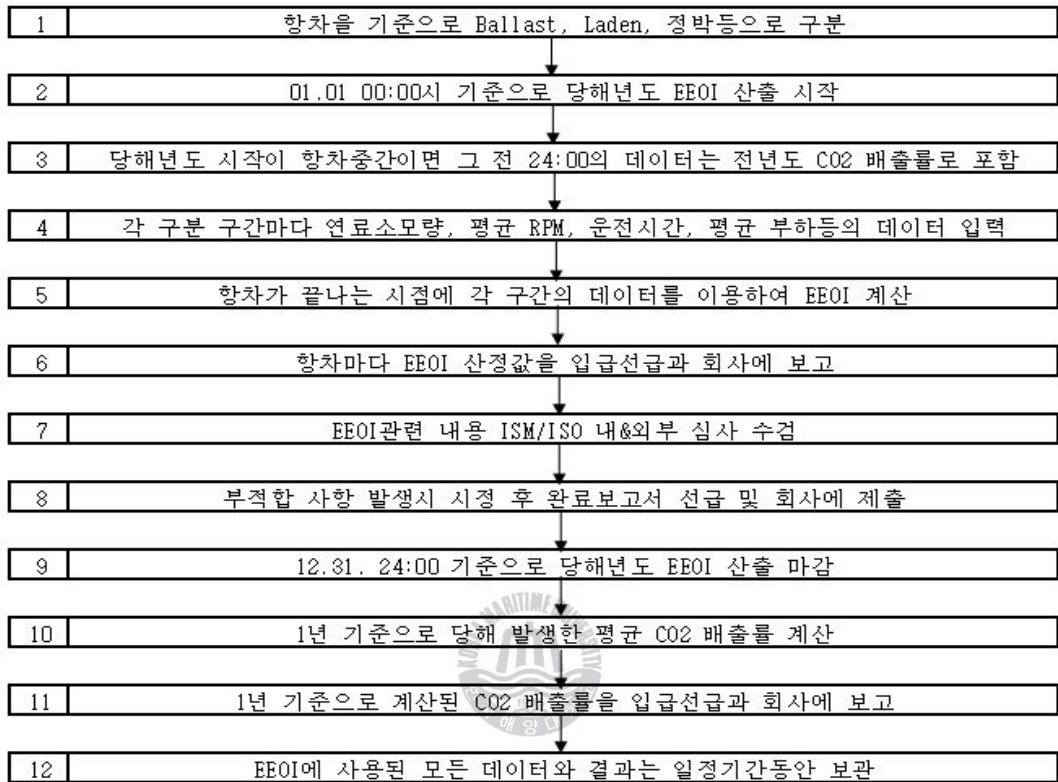 1 항차을 기준으로 Ballast, Laden, 정박등으로 구분
2 01.01 00:00시 기준으로 당해년도 EEOI 산출 시작
3 당해년도 시작이 항차중간이면 그 전 24:00의 데이터는 전년도 CO2 배출률로 포함
4 각 구분 구간마다 연료소모량, 평균 RPM, 운전시간, 평균 부하등의 데이터 입력
5 항차가 끝나는 시점에 각 구간의 데이터를 이용하여 EEOI 계산
6 항차마다 EEOI 산정값을 입급선급과 회사에 보고
7 EEOI관련 내용 ISM/ISO 내&외부 심사 수검
8 부적합 사항 발생시 시정 후 완료보고서 선급 및 회사에 제출
9 12.31. 24:00 기준으로 당해년도 EEOI 산출 마감
MARITIME UNIVERSITY
10 1년 기준으로 당해 발생한 평균 CO2 배출률 계산
11 1년 기준으로 계산된 CO2 배출률을 입급선급과 회사에 보고
12 EEOI에 사용된 모든 데이터와 결과는 일정기간동안 보관